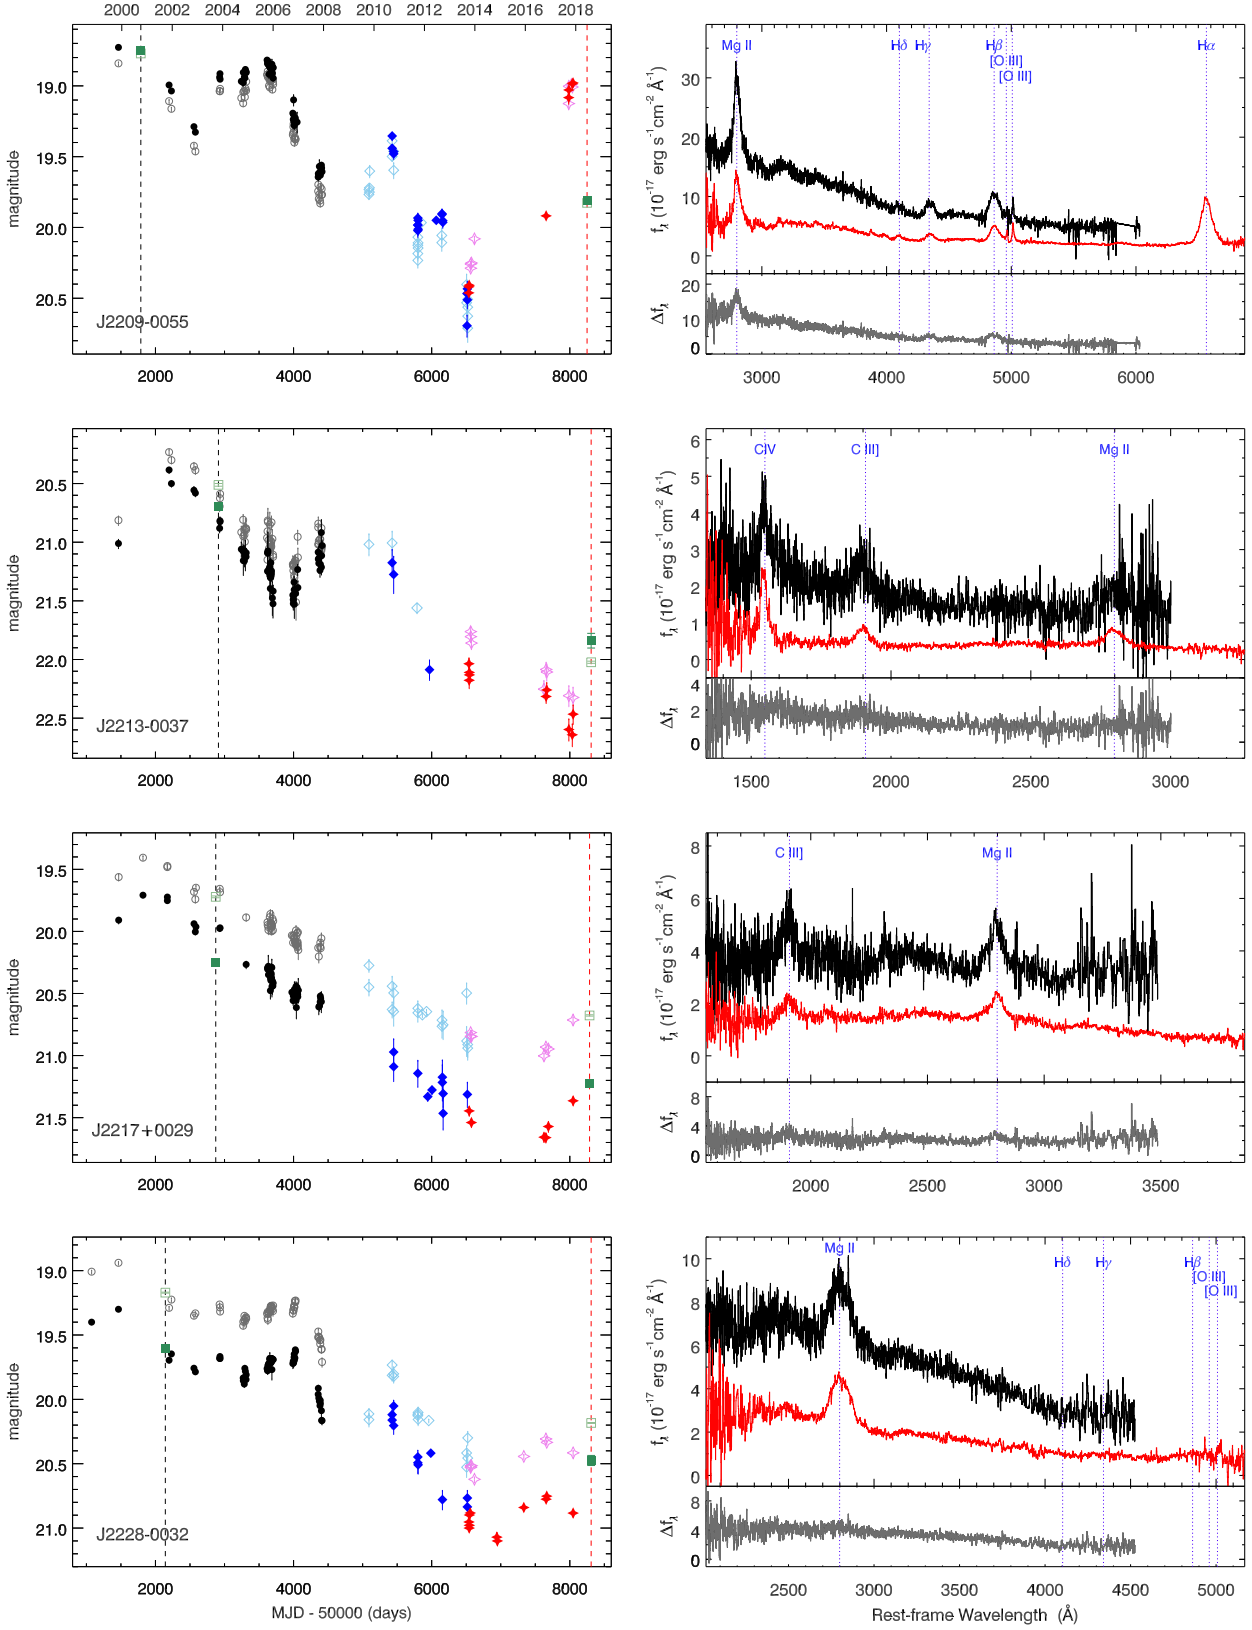 2000 2002 2004 2006 2008 2010 2012 2014 2016 2018
magnitude
19.0
19.5
20.0
20.5
J2209-0055
2000 4000 6000 8000
f_λ (10^-17 erg s^-1 cm^-2 Å^-1)
30
20
10
0
Mg II Hδ Hγ Hβ Hα
[O III]
[O III]
Δf_λ
20
10
0
3000 4000 5000 6000
magnitude
20.5
21.0
21.5
22.0
22.5
J2213-0037
2000 4000 6000 8000
f_λ (10^-17 erg s^-1 cm^-2 Å^-1)
6
5
4
3
2
1
0
CIV C III] Mg II
Δf_λ
4
2
0
1500 2000 2500 3000
magnitude
19.5
20.0
20.5
21.0
21.5
J2217+0029
2000 4000 6000 8000
f_λ (10^-17 erg s^-1 cm^-2 Å^-1)
8
6
4
2
0
C III] Mg II
Δf_λ
8
4
0
2000 2500 3000 3500
magnitude
19.0
19.5
20.0
20.5
21.0
J2228-0032
2000 4000 6000 8000
MJD - 50000 (days)
f_λ (10^-17 erg s^-1 cm^-2 Å^-1)
10
8
6
4
2
0
Mg II Hδ Hγ Hβ
[O III]
[O III]
Δf_λ
8
4
0
2500 3000 3500 4000 4500 5000
Rest-frame Wavelength (Å)